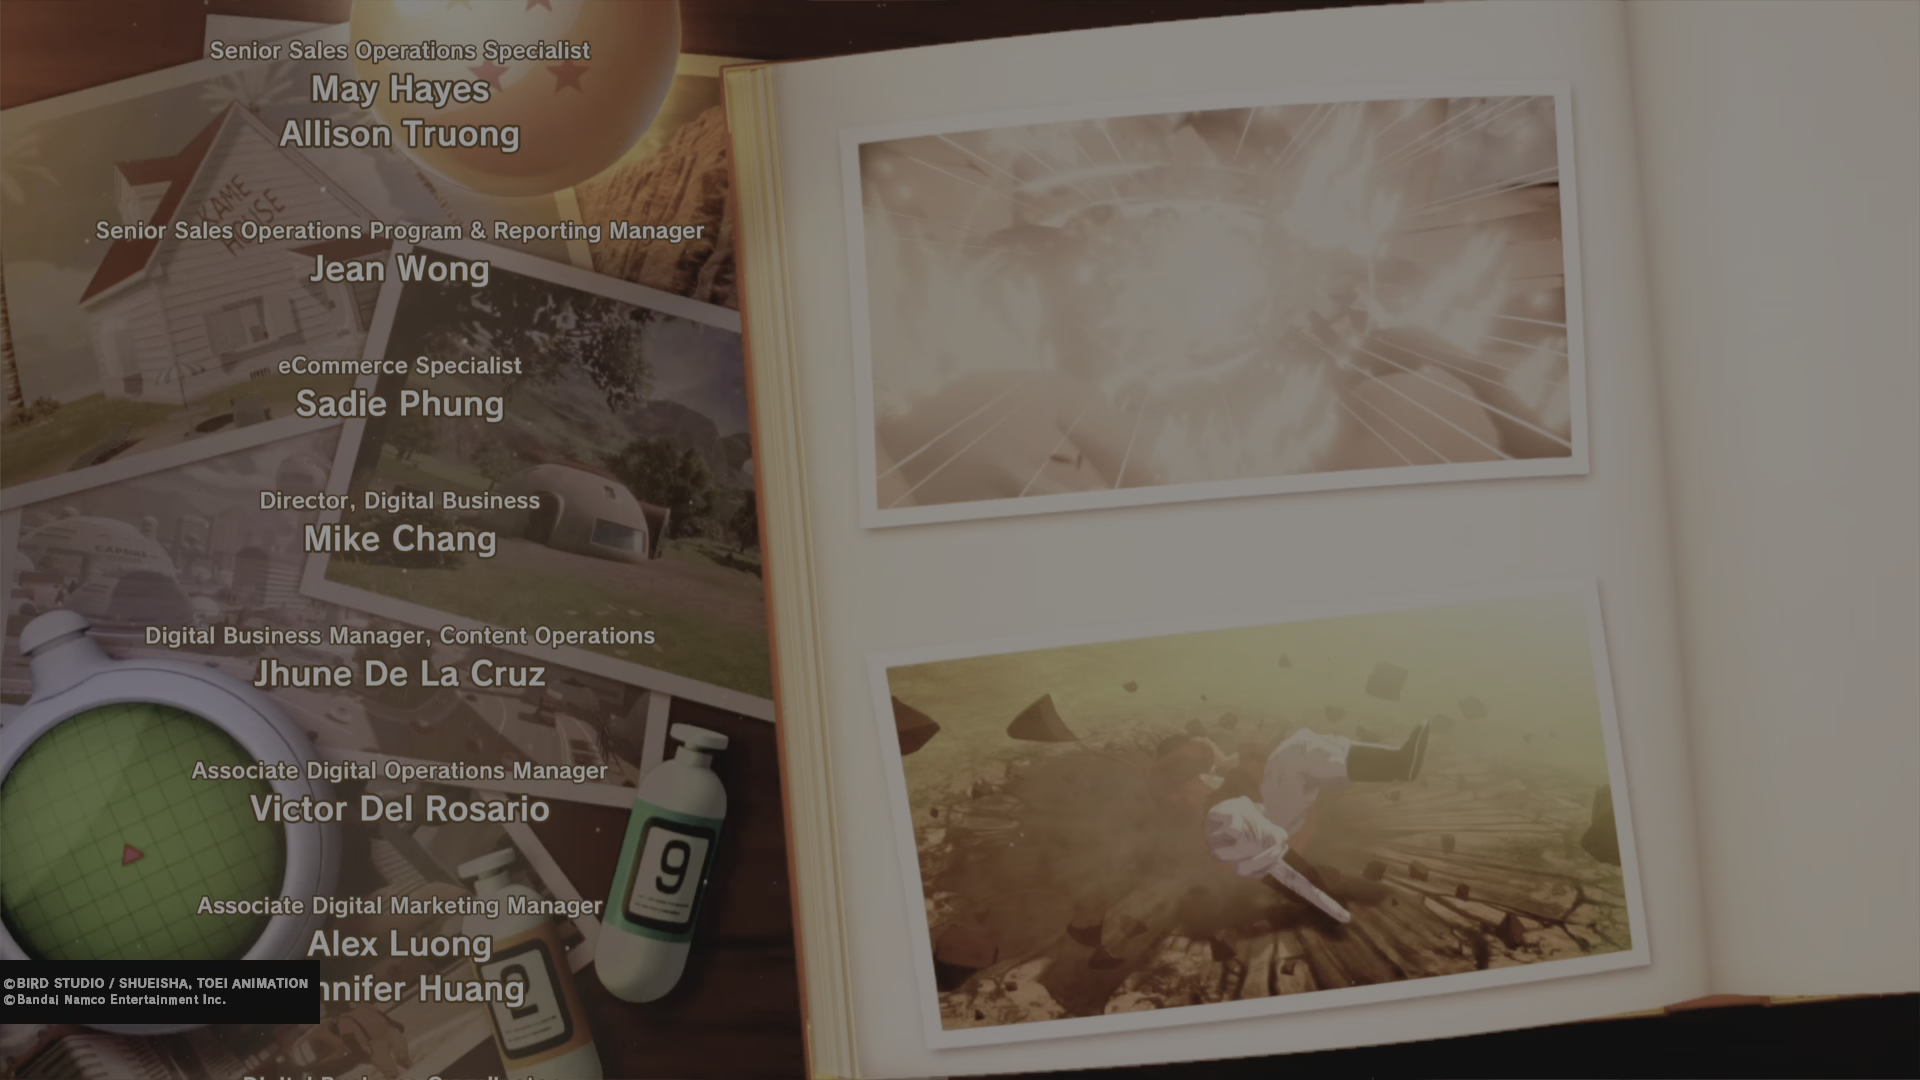 Senior Sales Operations Specialist
May Hayes
Allison Truong
Senior Sales Operations Program & Reporting Manager
Jean Wong
KAME
HOUSE
eCommerce Specialist
Sadie Phung
Director, Digital Business
Mike Chang
CAPSULE
Digital Business Manager, Content Operations
Jhune De La Cruz
Associate Digital Operations Manager
Victor Del Rosario
9
Associate Digital Marketing Manager
Alex Luong
nnifer Huang
©BIRD STUDIO / SHUEISHA, TOEI ANIMATION
©Bandai Namco Entertainment Inc.